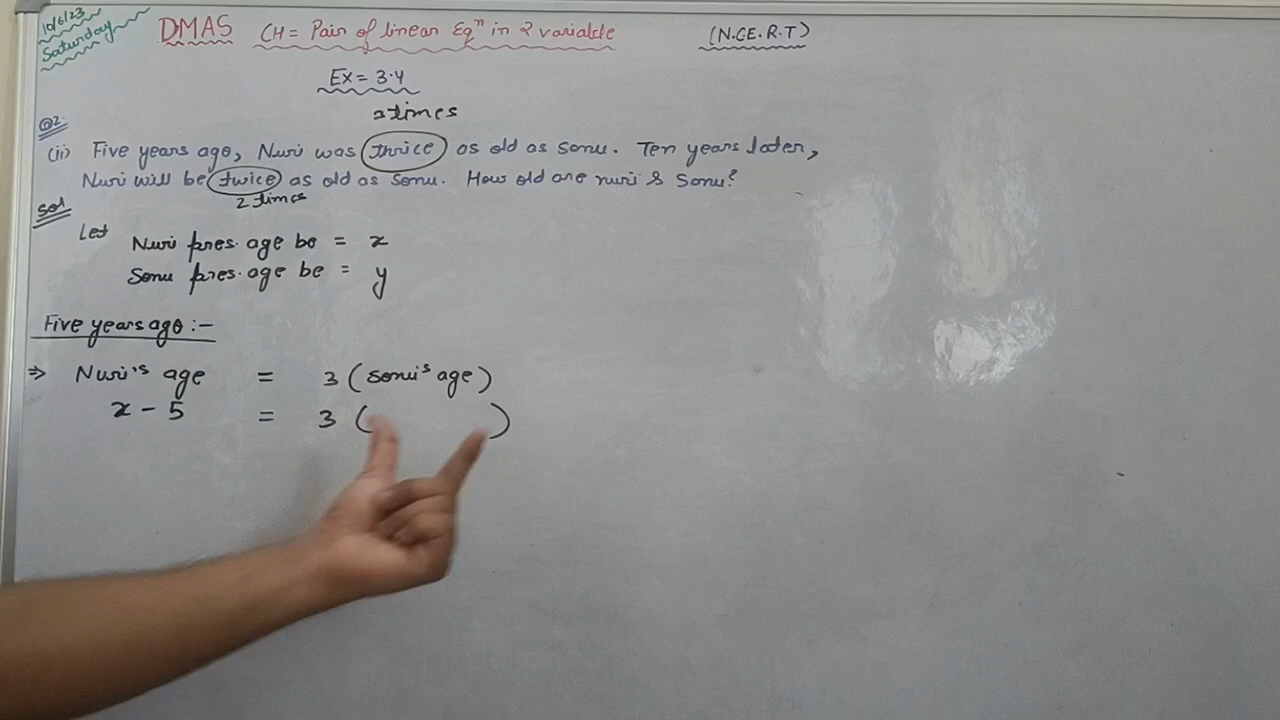 10/6/23
Saturday
DMAS CH = Pair of linear Eqⁿ in 2 variable (N.CE.R.T)
Ex = 3.4
3 times
Q2.
(ii) Five years ago, Nuri was thrice as old as sonu. Ten years later,
Nuri will be twice as old as Sonu. How old are nuri & Sonu?
2 times
Sol
Let
Nuri pres. age be = x
Sonu pres. age be = y
Five years ago :-
⇒ Nuri's age = 3 (sonu's age)
x - 5 = 3 ( )